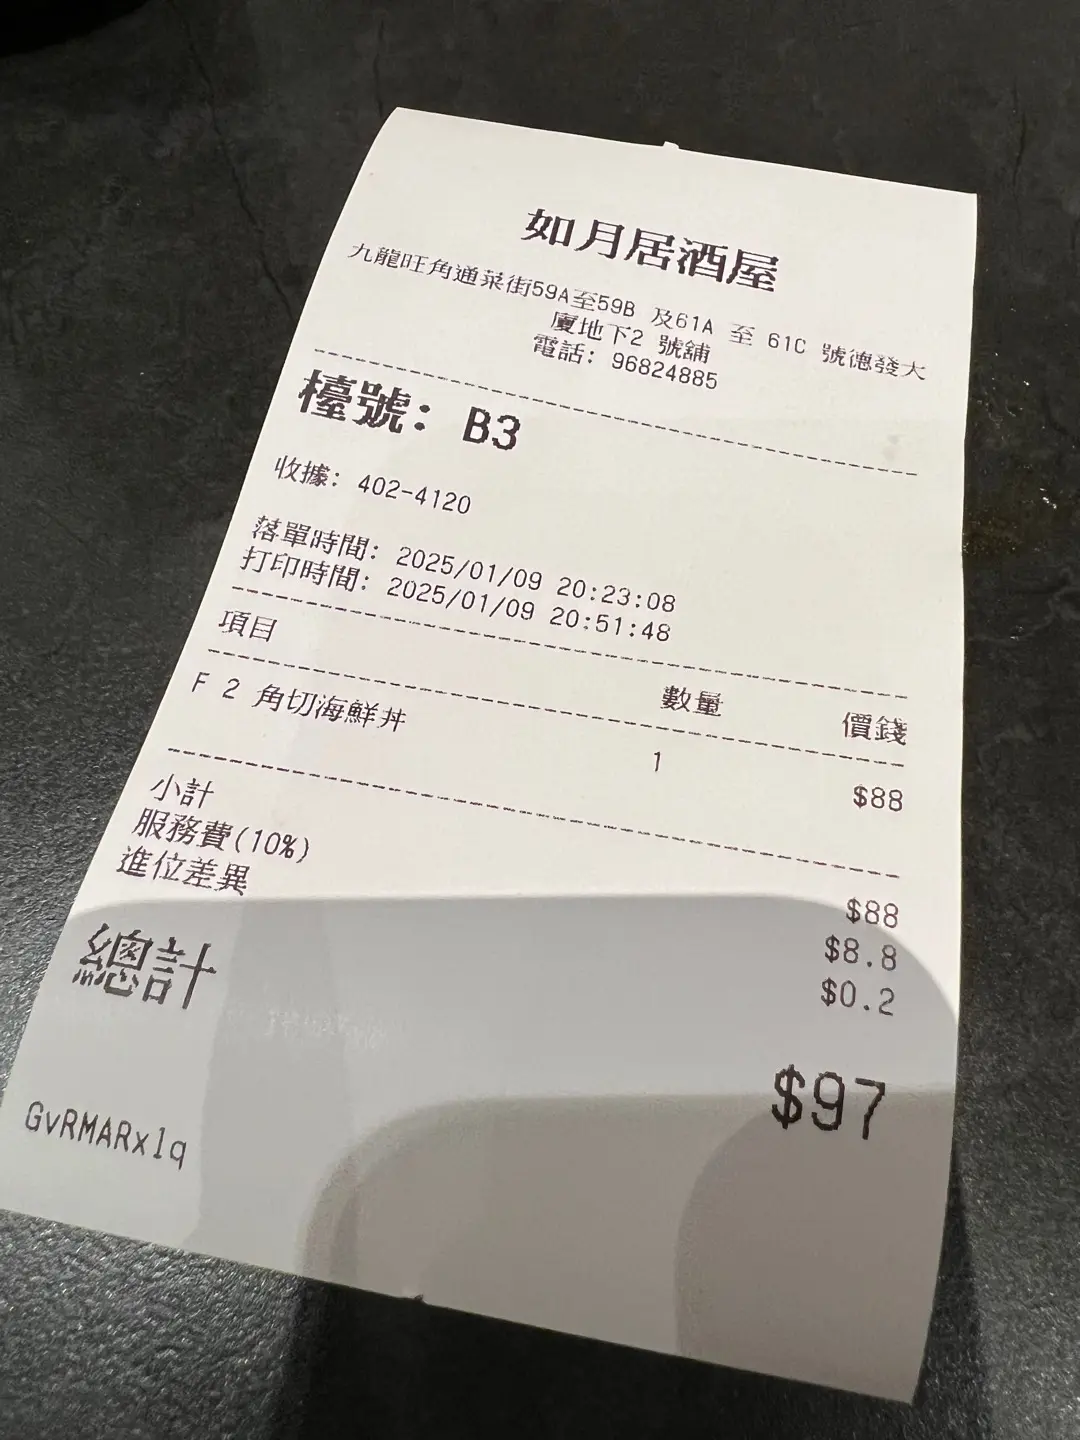 如月居酒屋
九龍旺角通菜街59A至59B 及61A 至 61C 號德發大
廈地下2 號舖
電話: 96824885
檯號: B3
收據: 402-4120
落單時間: 2025/01/09 20:23:08
打印時間: 2025/01/09 20:51:48
項目 數量 價錢
F 2 角切海鮮丼 1 $88
小計 $88
服務費(10%) $8.8
進位差異 $0.2
總計 $97
GvRMARxlq